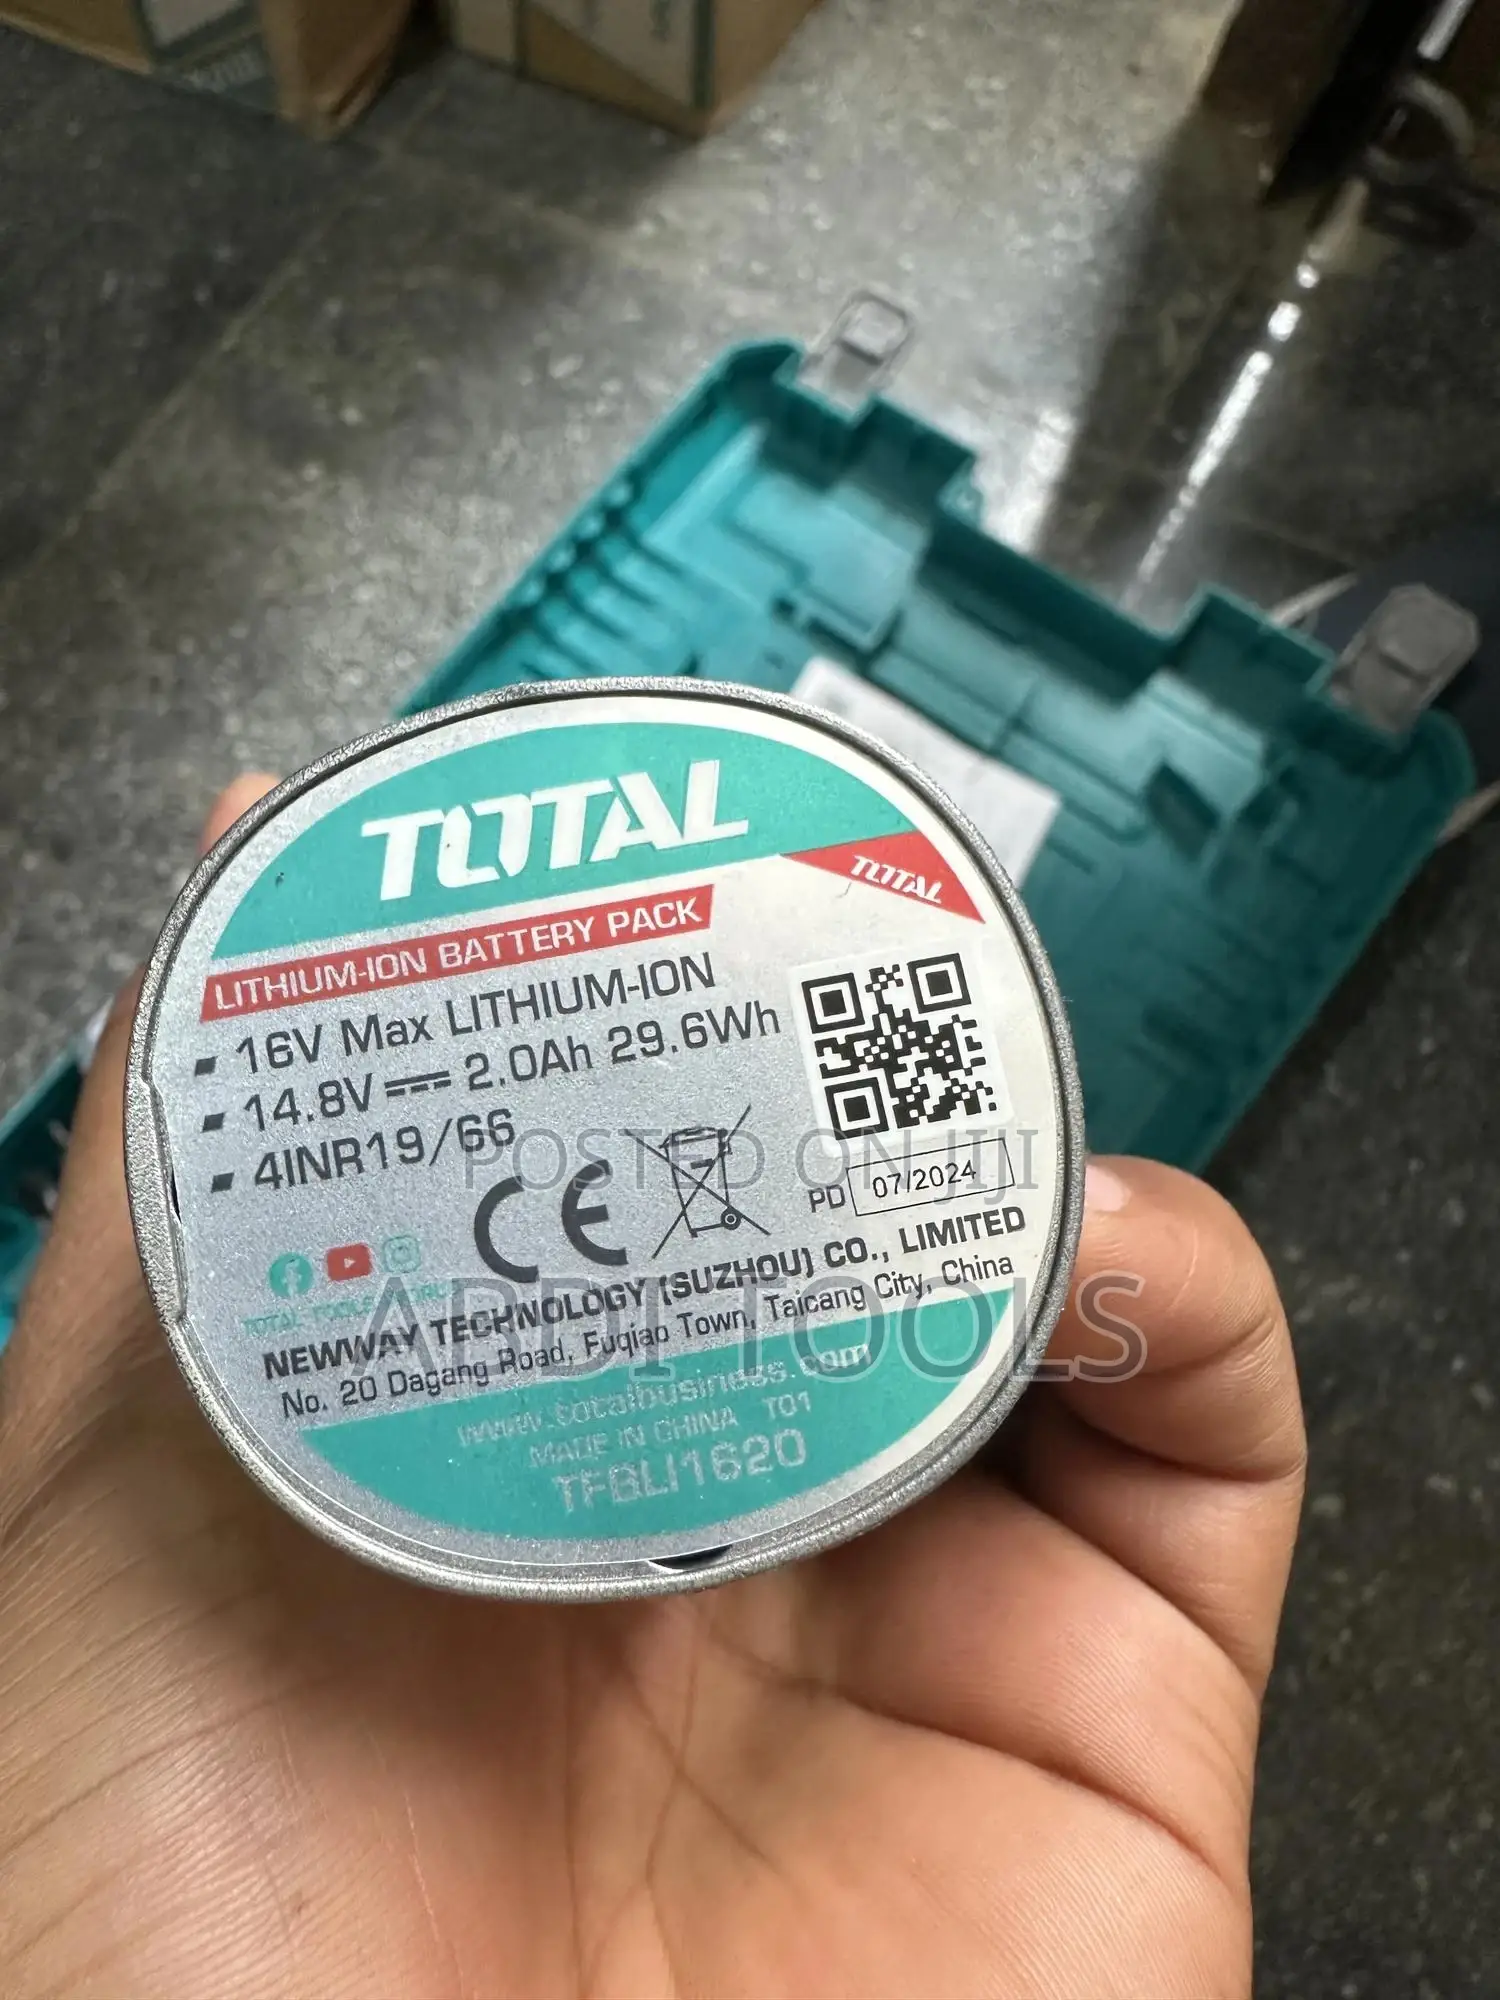 TOTAL
TOTAL
LITHIUM-ION BATTERY PACK
16V Max LITHIUM-ION
14.8V 2.0Ah 29.6Wh
4INR19/66
CE
PD 07/2024
NEWWAY TECHNOLOGY (SUZHOU) CO., LIMITED
No. 20 Dagang Road, Fuqiao Town, Taicang City, China
www.totalbusiness.com
MADE IN CHINA T01
TFBLI1620
POSTED ON JIJI
ABDI TOOLS